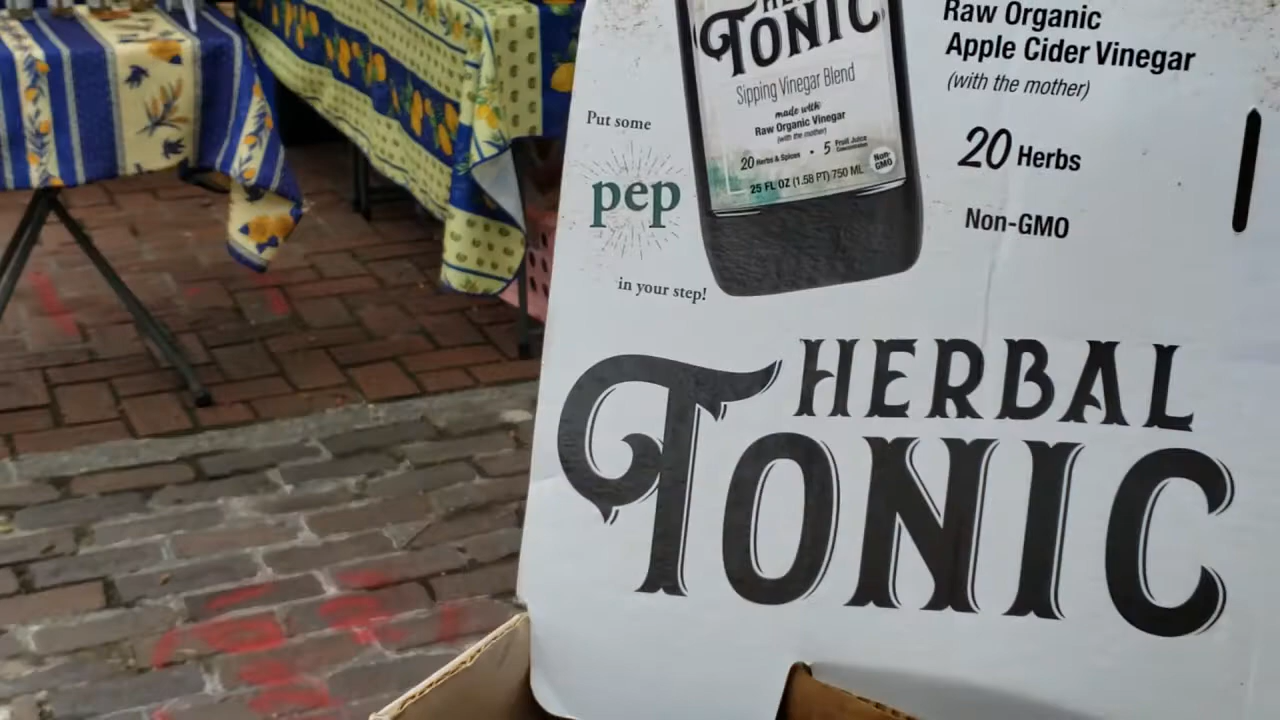 TONIC
Sipping Vinegar Blend
made with
Raw Organic Vinegar
(with the mother)
20 Herbs & Spices • 5 Fruit Juice Concentrates
Non-GMO
25 FL OZ (1.58 PT) 750 ML
Put some
pep
in your step!
Raw Organic
Apple Cider Vinegar
(with the mother)
20 Herbs
Non-GMO
HERBAL
TONIC